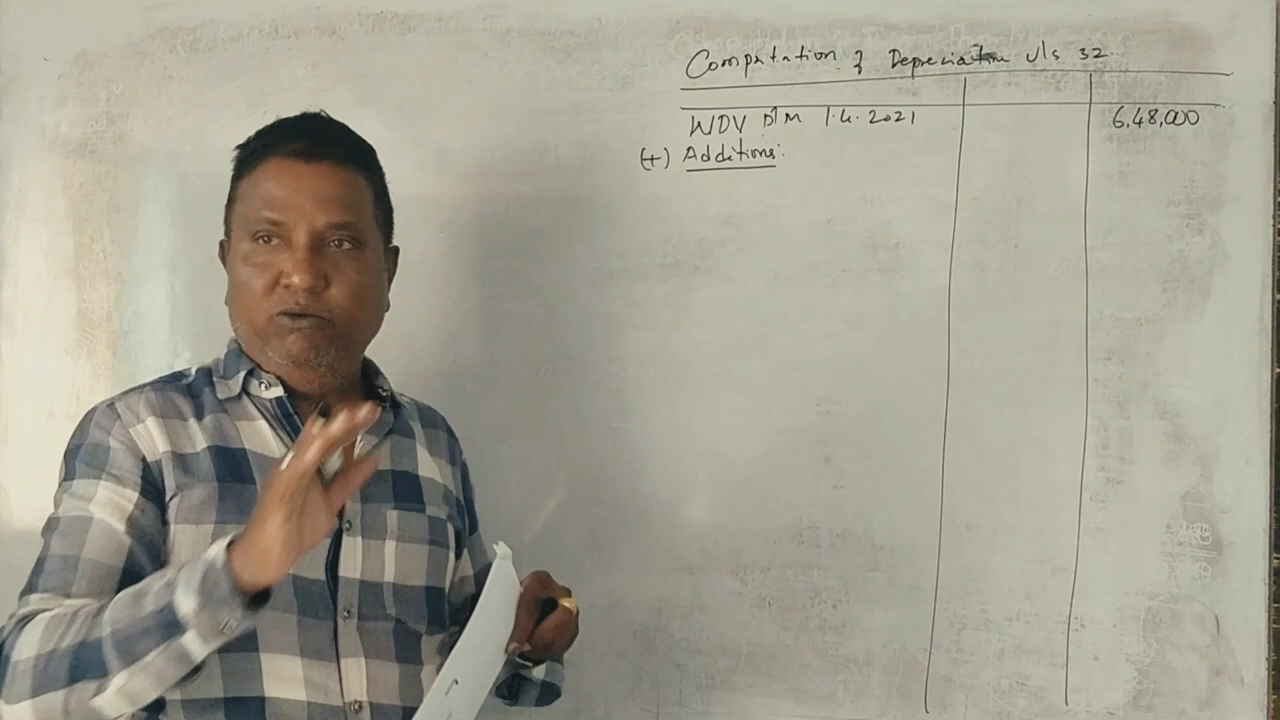 Computation of Depreciation u/s 32.
WDV P/M 1.4.2021 6,48,000
(+) Additions: